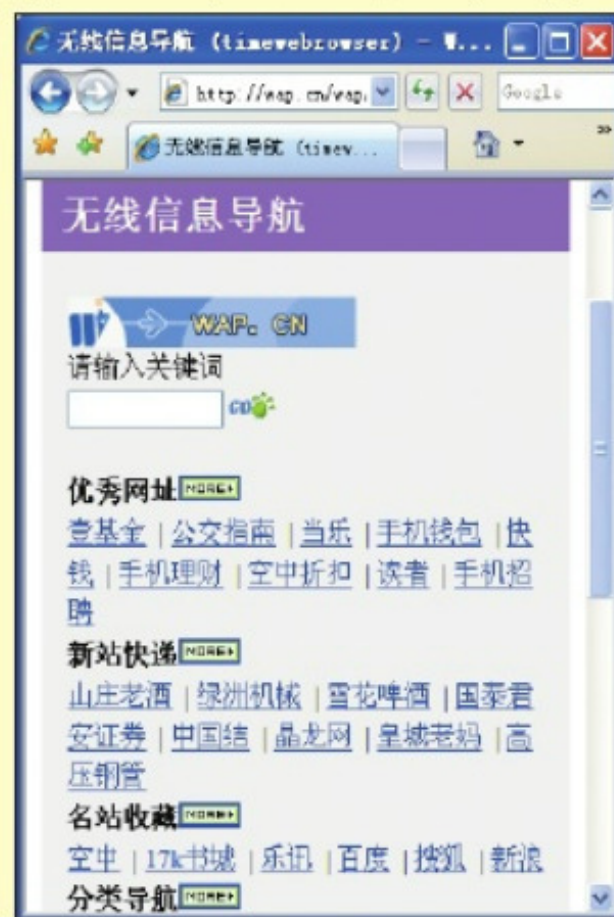 无线信息导航 (timewebrowser) - W...
http://wap.cn/wap. Google
无线信息导航 (timew...
无线信息导航
WAP. CN
请输入关键词
GO
优秀网址 MORE
壹基金 | 公交指南 | 当乐 | 手机钱包 | 快
钱 | 手机理财 | 空中折扣 | 读者 | 手机招
聘
新站快递 MORE
山庄老酒 | 绿洲机械 | 雪花啤酒 | 国泰君
安证券 | 中国结 | 晶龙网 | 皇城老妈 | 高
压钢管
名站收藏 MORE
空中 | 17k书城 | 乐讯 | 百度 | 搜狐 | 新浪
分类导航 MORE